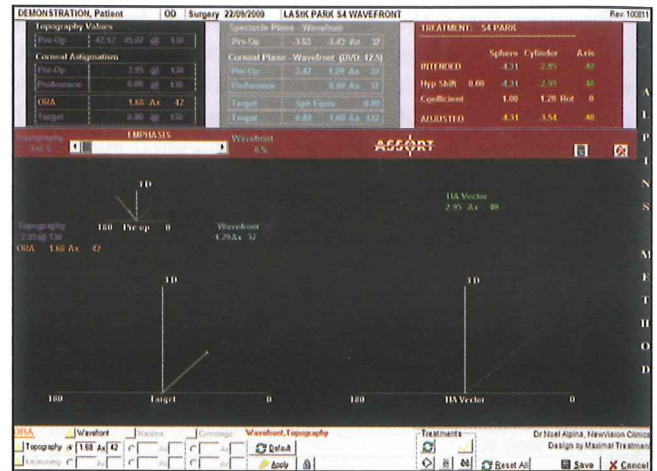 DEMONSTRATION, Patient OD Surgery 22/09/2009 LASIK PARK S4 WAVEFRONT Rev: 100811
Topography Values
Pre-Op 42.12 45.07 @ 130
Corneal Astigmatism
Pre-Op 2.95 @ 130
Preference 0.00 @ 130
ORA 1.68 Ax 42
Target 0.00 @ 130
Spectacle Plane - Wavefront
Pre-Op -3.52 -1.42 Ax 37
Corneal Plane - Wavefront (BVD: 12.5)
Pre-Op 1.29 Ax 37
Preference 0.00 Ax 37
Target Sph Equiv 0.00
Target 1.68 Ax 132
TREATMENT: S4 PARK
Sphere Cylinder Axis
INTENDED -4.31 2.95 40
Hyp Shift 0.00 -4.31 2.95 40
Coefficient 1.00 1.20 Rot 0
ADJUSTED -4.31 3.54 40
Topography EMPHASIS Wavefront
100 % 0 %
ASSORT
ALPINS METHOD
3 D
180 Pre op 0
Topography
2.95 @ 130
ORA 1.68 Ax 42
Wavefront
1.29 Ax 37
TIA Vector
2.95 Ax 40
3 D
180 Target 0
3 D
180 TIA Vector 0
ORA Wavefront
Topography 1.68 Ax 42
Wavefront, Topography
Default
Apply
Treatments
Reset All
Dr Noel Alpins, NewVision Clinics
Design by Maximal Treatment
Save
Cancel